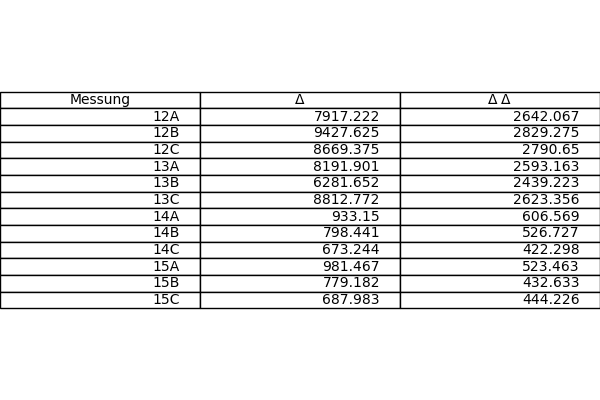 Messung Δ Δ Δ
12A 7917.222 2642.067
12B 9427.625 2829.275
12C 8669.375 2790.65
13A 8191.901 2593.163
13B 6281.652 2439.223
13C 8812.772 2623.356
14A 933.15 606.569
14B 798.441 526.727
14C 673.244 422.298
15A 981.467 523.463
15B 779.182 432.633
15C 687.983 444.226